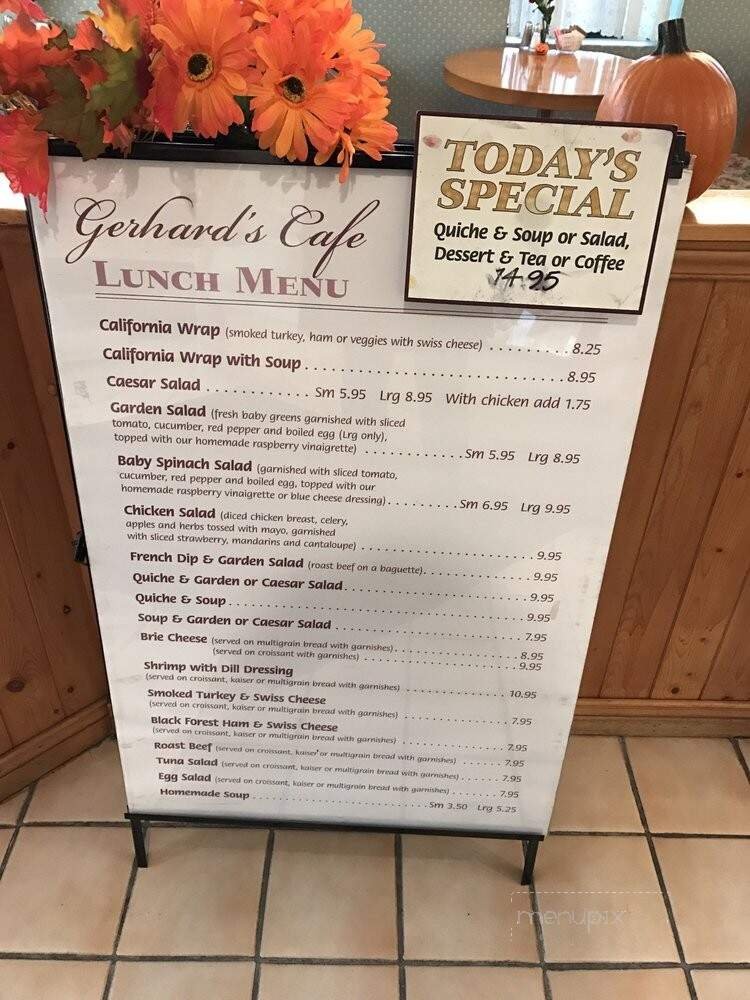 TODAY'S
SPECIAL
Quiche & Soup or Salad,
Dessert & Tea or Coffee
14.95
Gerhard's Cafe
LUNCH MENU
California Wrap (smoked turkey, ham or veggies with swiss cheese) . . . . . . . . . 8.25
California Wrap with Soup . . . . . . . . . . . . . . . . . . . . . . . . . . . . 8.95
Caesar Salad . . . . . . . . . . . . Sm 5.95 Lrg 8.95 With chicken add 1.75
Garden Salad (fresh baby greens garnished with sliced
tomato, cucumber, red pepper and boiled egg (Lrg only),
topped with our homemade raspberry vinaigrette) . . . . . . . . . . . . Sm 5.95 Lrg 8.95
Baby Spinach Salad (garnished with sliced tomato,
cucumber, red pepper and boiled egg, topped with our
homemade raspberry vinaigrette or blue cheese dressing) . . . . . . . . . Sm 6.95 Lrg 9.95
Chicken Salad (diced chicken breast, celery,
apples and herbs tossed with mayo, garnished
with sliced strawberry, mandarins and cantaloupe) . . . . . . . . . . . . . . . . . . . . . . 9.95
French Dip & Garden Salad (roast beef on a baguette) . . . . . . . . . . . . . . 9.95
Quiche & Garden or Caesar Salad . . . . . . . . . . . . . . . . . . . . . . . . . . 9.95
Quiche & Soup . . . . . . . . . . . . . . . . . . . . . . . . . . . . . . . . . . . . . . . 9.95
Soup & Garden or Caesar Salad . . . . . . . . . . . . . . . . . . . . . . . . . . 7.95
Brie Cheese (served on multigrain bread with garnishes) . . . . . . . . . . . . . . . . 8.95
(served on croissant with garnishes) . . . . . . . . . . . . . . . . . . . . 9.95
Shrimp with Dill Dressing
(served on croissant, kaiser or multigrain bread with garnishes) . . . . . . . . . . . . . . . 10.95
Smoked Turkey & Swiss Cheese
(served on croissant, kaiser or multigrain bread with garnishes) . . . . . . . . . . . . . . . . 7.95
Black Forest Ham & Swiss Cheese
(served on croissant, kaiser or multigrain bread with garnishes) . . . . . . . . . . . . . . . 7.95
Roast Beef (served on croissant, kaiser or multigrain bread with garnishes) . . . . . . 7.95
Tuna Salad (served on croissant, kaiser or multigrain bread with garnishes) . . . . . . 7.95
Egg Salad (served on croissant, kaiser or multigrain bread with garnishes) . . . . . . . 7.95
Homemade Soup . . . . . . . . . . . . . . . . . . . . . . . . . . . Sm 3.50 Lrg 5.25
menupix